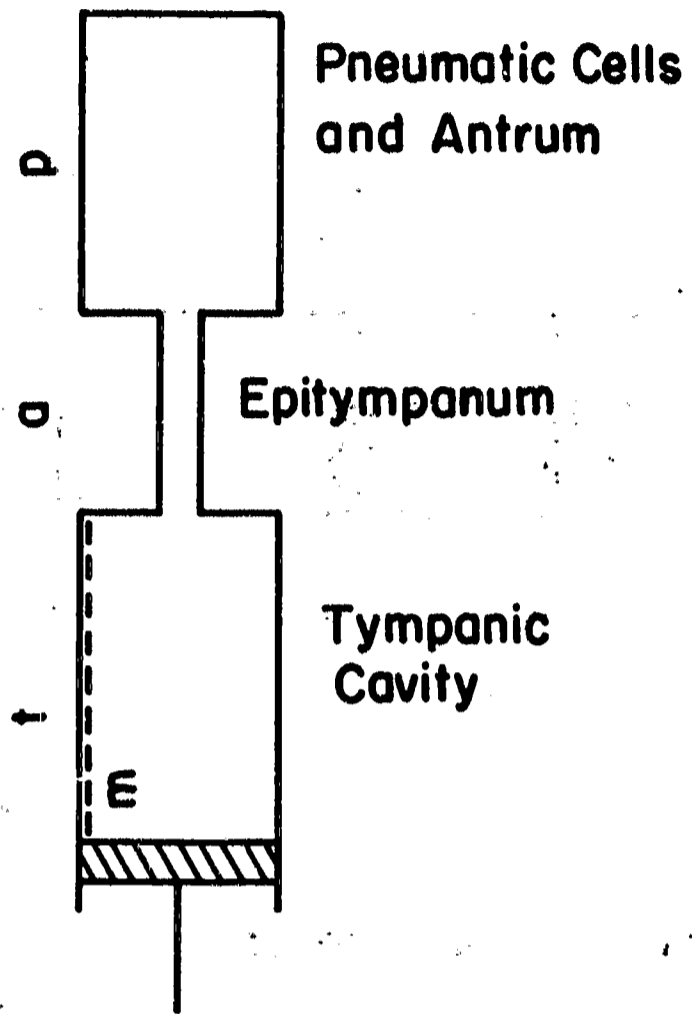 Pneumatic Cells
and Antrum
p
a
Epitympanum
Tympanic
Cavity
t
m